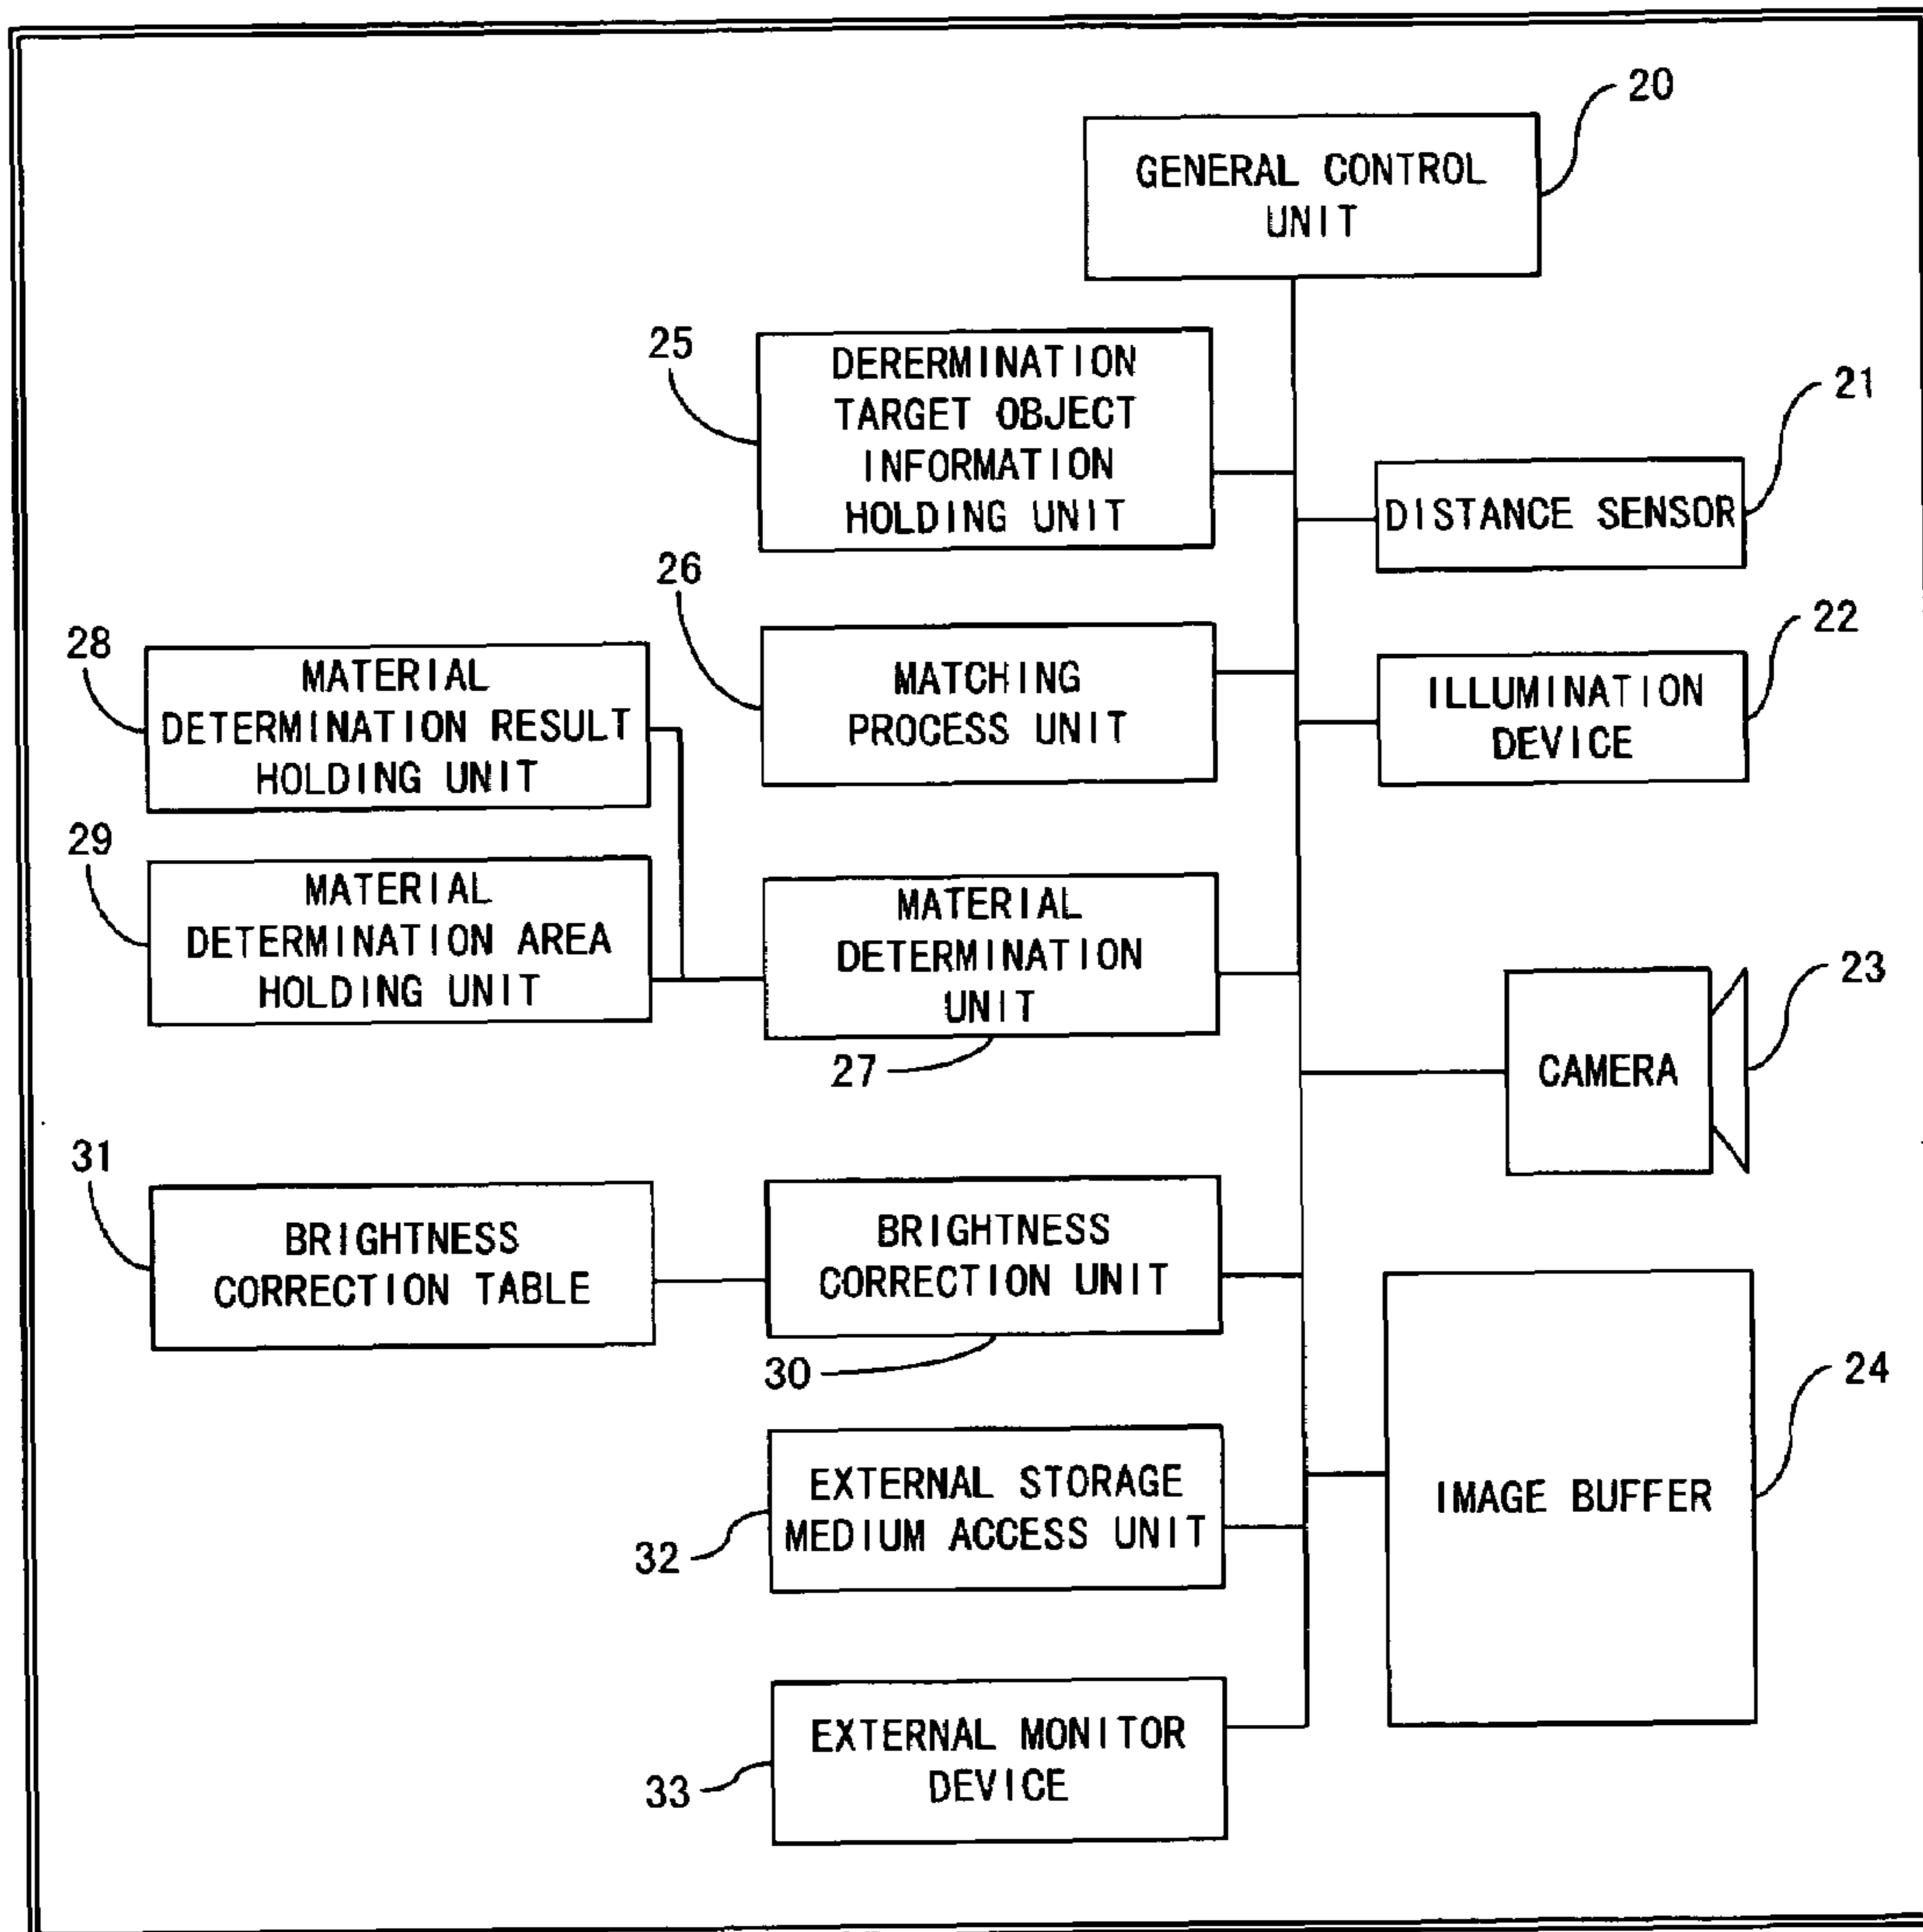 20
GENERAL CONTROL
UNIT
25
DERERMINATION
TARGET OBJECT
INFORMATION
HOLDING UNIT
21
DISTANCE SENSOR
26
MATCHING
PROCESS UNIT
22
ILLUMINATION
DEVICE
28
MATERIAL
DETERMINATION RESULT
HOLDING UNIT
29
MATERIAL
DETERMINATION AREA
HOLDING UNIT
MATERIAL
DETERMINATION
UNIT
27
CAMERA
23
31
BRIGHTNESS
CORRECTION TABLE
BRIGHTNESS
CORRECTION UNIT
30
IMAGE BUFFER
24
EXTERNAL STORAGE
MEDIUM ACCESS UNIT
32
EXTERNAL MONITOR
DEVICE
33